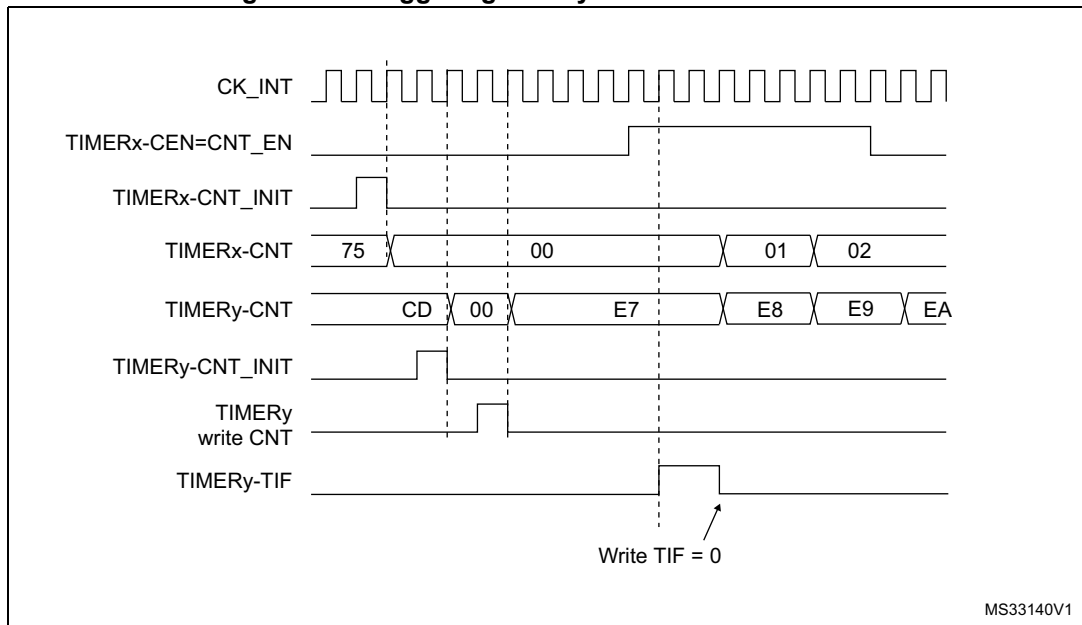 CK_INT
TIMERx-CEN=CNT_EN
TIMERx-CNT_INIT
TIMERx-CNT 75 00 01 02
TIMERy-CNT CD 00 E7 E8 E9 EA
TIMERy-CNT_INIT
TIMERy
write CNT
TIMERy-TIF
Write TIF = 0
MS33140V1